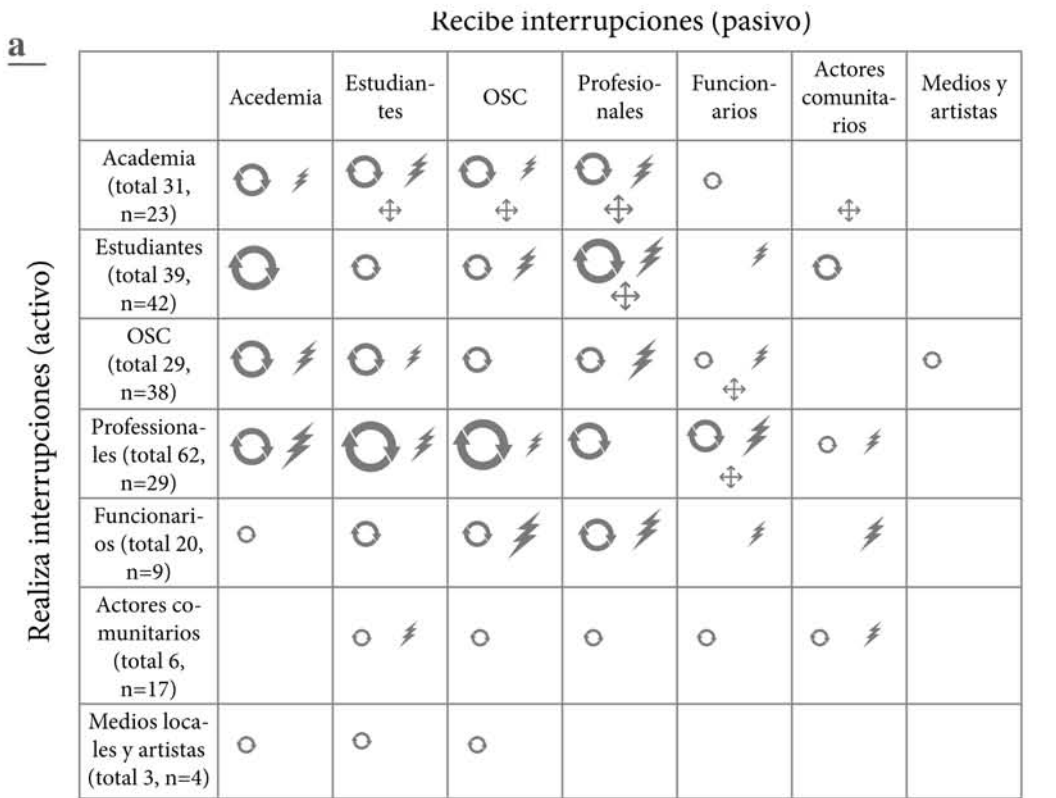 Recibe interrupciones (pasivo)
a
Acedemia
Estudian-
tes
OSC
Profesio-
nales
Funcion-
arios
Actores
comunita-
rios
Medios y
artistas
Realiza interrupciones (activo)
Academia
(total 31,
n=23)
Estudiantes
(total 39,
n=42)
OSC
(total 29,
n=38)
Professiona-
les (total 62,
n=29)
Funcionari-
os (total 20,
n=9)
Actores co-
munitarios
(total 6,
n=17)
Medios loca-
les y artistas
(total 3, n=4)